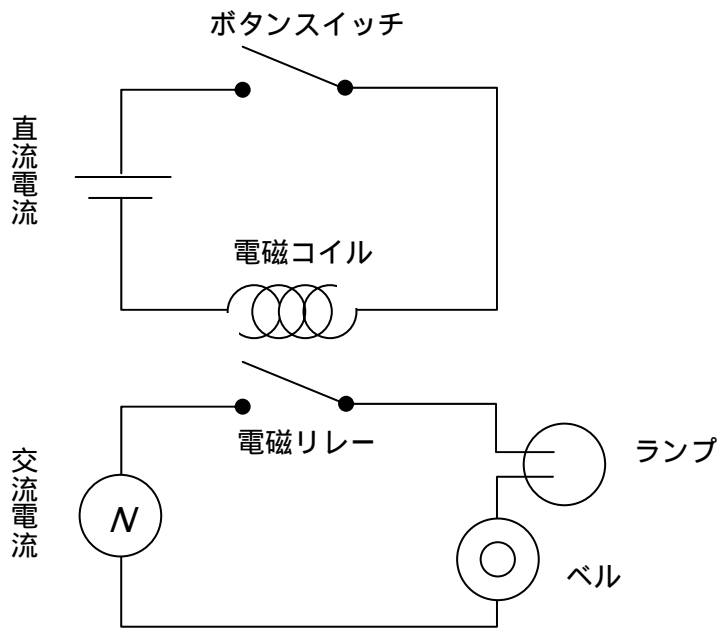 ボタンスイッチ
直流電流
電磁コイル
電磁リレー
交流電流
N
ランプ
ベル